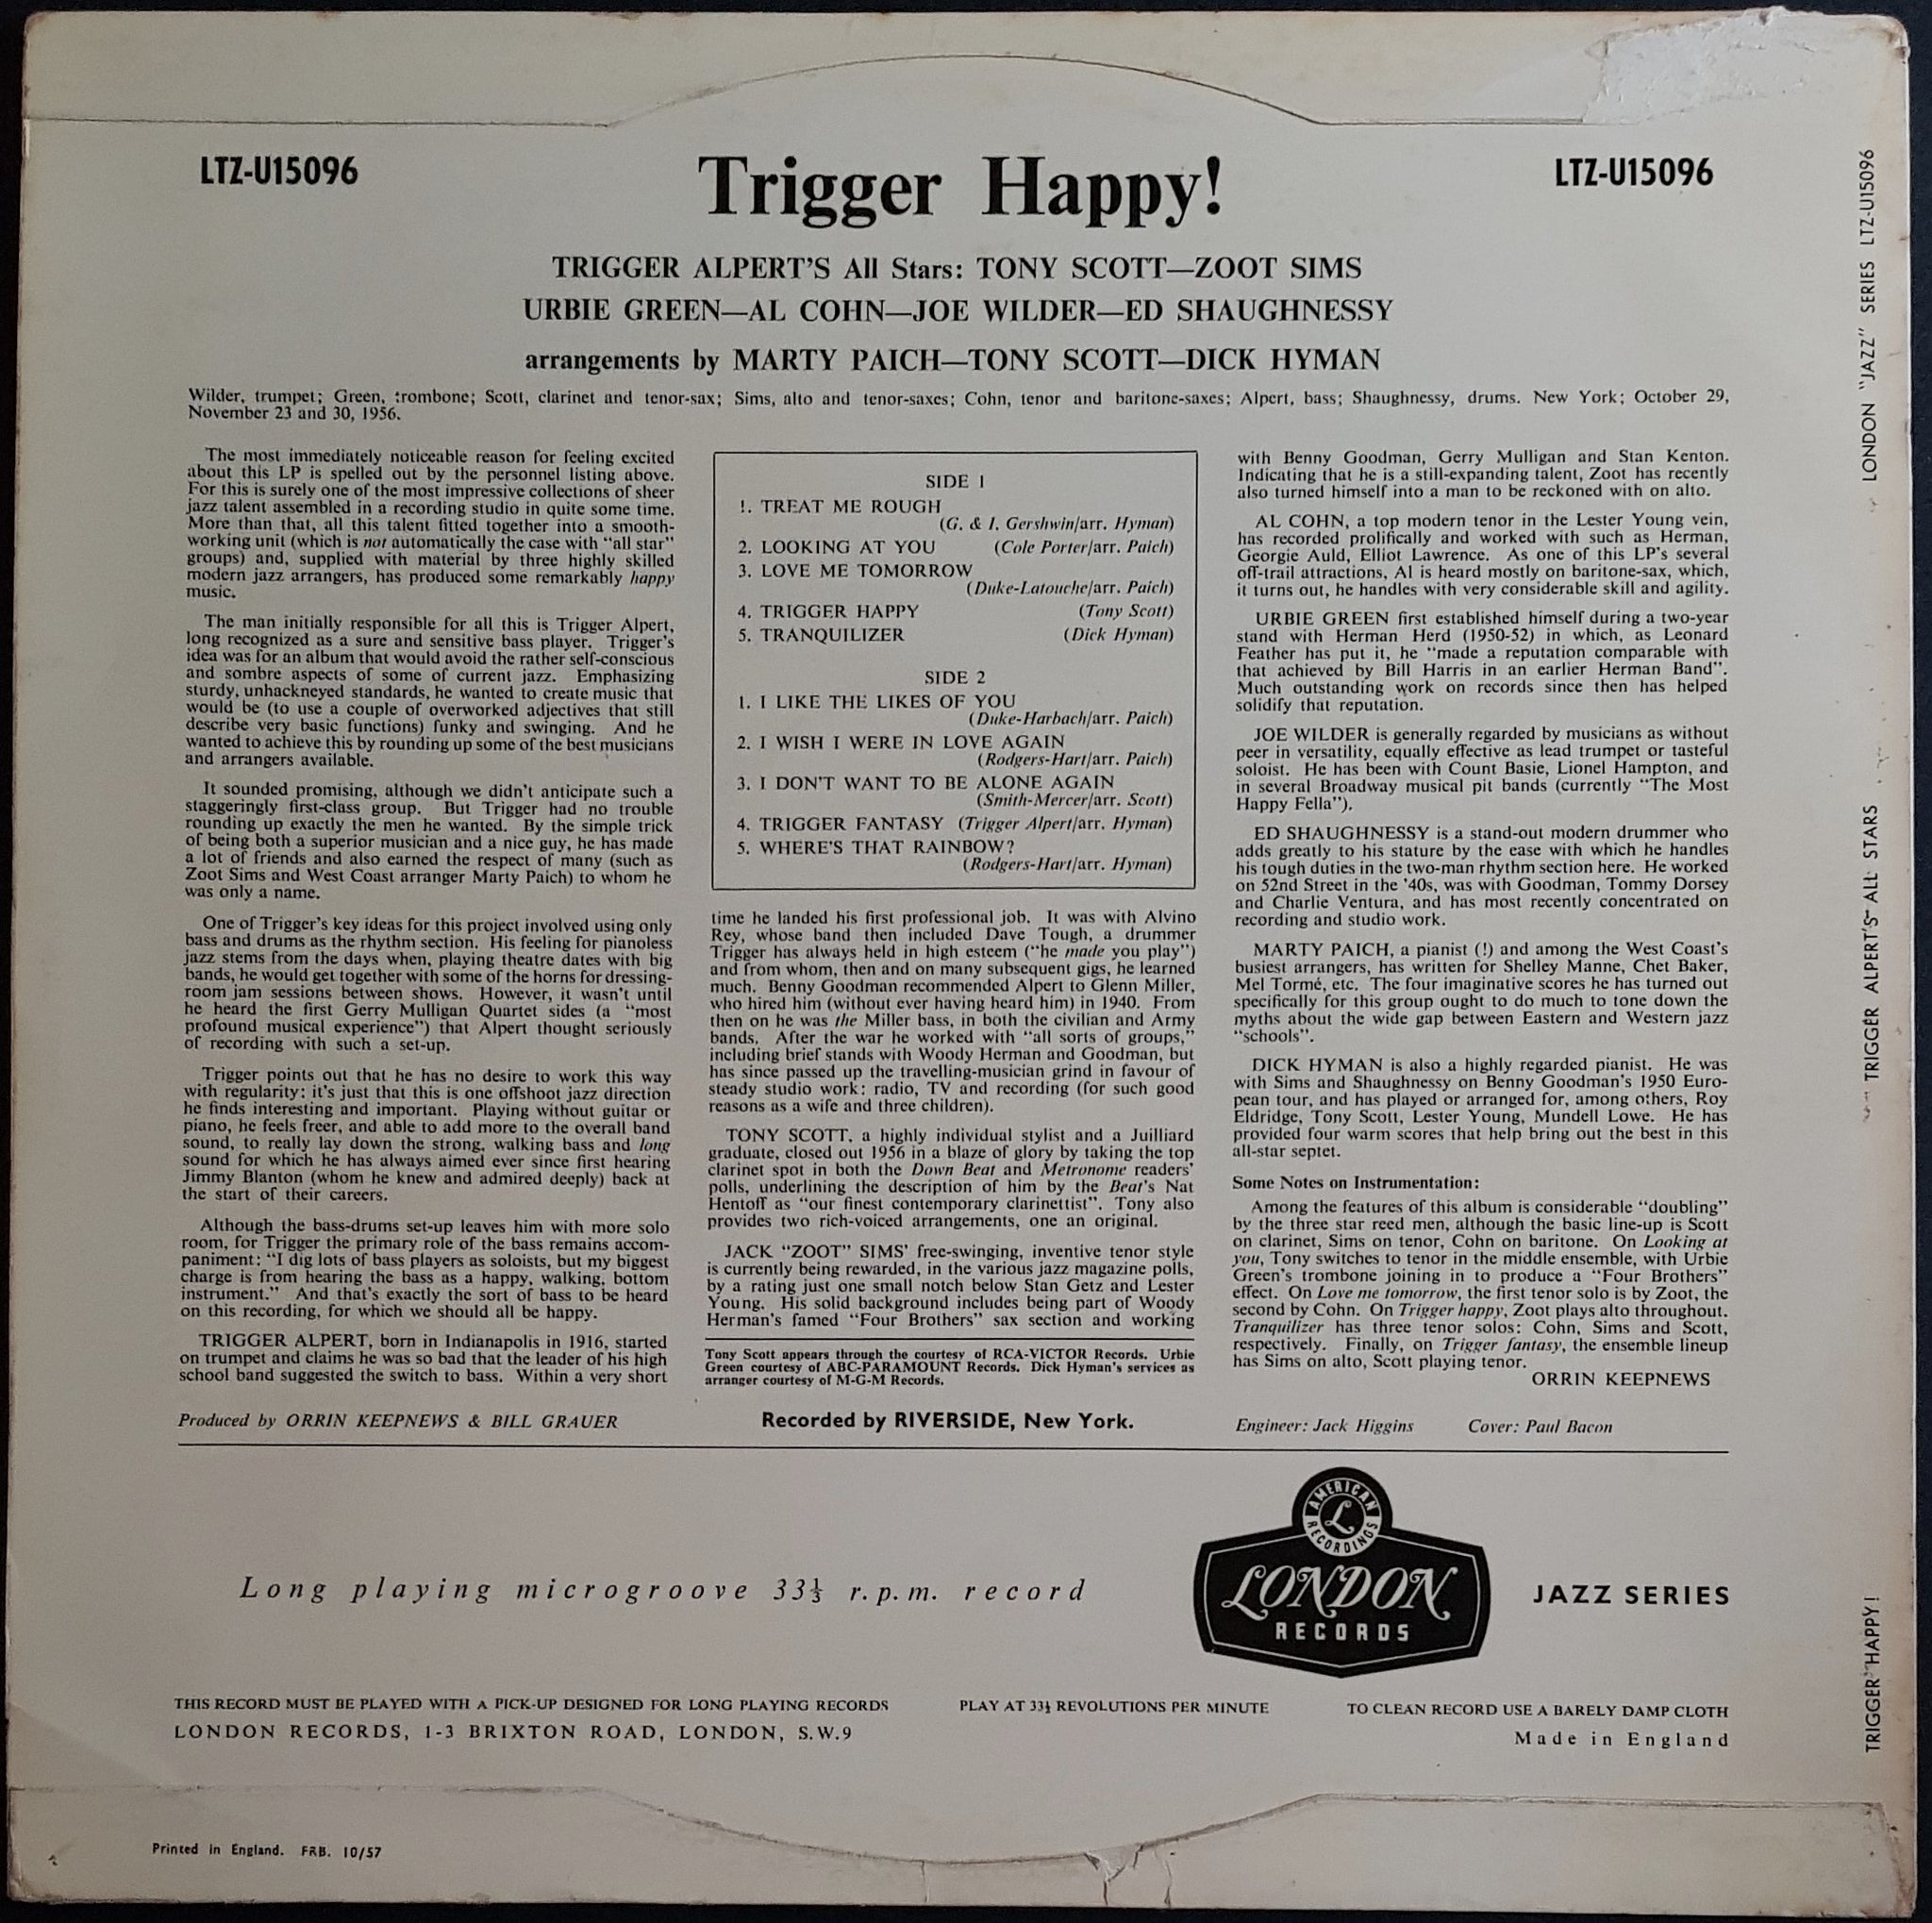 LTZ-U15096
Trigger Happy!
LTZ-U15096
TRIGGER ALPERT'S All Stars: TONY SCOTT—ZOOT SIMS
URBIE GREEN—AL COHN—JOE WILDER—ED SHAUGHNESSY
arrangements by MARTY PAICH—TONY SCOTT—DICK HYMAN
Wilder, trumpet; Green, trombone; Scott, clarinet and tenor-sax; Sims, alto and tenor-saxes; Cohn, tenor and baritone-saxes; Alpert, bass; Shaughnessy, drums. New York; October 29,
November 23 and 30, 1956.
The most immediately noticeable reason for feeling excited
about this LP is spelled out by the personnel listing above.
For this is surely one of the most impressive collections of sheer
jazz talent assembled in a recording studio in quite some time.
More than that, all this talent fitted together into a smooth-
working unit (which is not automatically the case with "all star"
groups) and, supplied with material by three highly skilled
modern jazz arrangers, has produced some remarkably happy
music.
The man initially responsible for all this is Trigger Alpert,
long recognized as a sure and sensitive bass player. Trigger's
idea was for an album that would avoid the rather self-conscious
and sombre aspects of some of current jazz. Emphasizing
sturdy, unhackneyed standards, he wanted to create music that
would be (to use a couple of overworked adjectives that still
describe very basic functions) funky and swinging. And he
wanted to achieve this by rounding up some of the best musicians
and arrangers available.
It sounded promising, although we didn't anticipate such a
staggeringly first-class group. But Trigger had no trouble
rounding up exactly the men he wanted. By the simple trick
of being both a superior musician and a nice guy, he has made
a lot of friends and also earned the respect of many (such as
Zoot Sims and West Coast arranger Marty Paich) to whom he
was only a name.
One of Trigger's key ideas for this project involved using only
bass and drums as the rhythm section. His feeling for pianoless
jazz stems from the days when, playing theatre dates with big
bands, he would get together with some of the horns for dressing-
room jam sessions between shows. However, it wasn't until
he heard the first Gerry Mulligan Quartet sides (a "most
profound musical experience") that Alpert thought seriously
of recording with such a set-up.
Trigger points out that he has no desire to work this way
with regularity: it's just that this is one offshoot jazz direction
he finds interesting and important. Playing without guitar or
piano, he feels freer, and able to add more to the overall band
sound, to really lay down the strong, walking bass and long
sound for which he has always aimed ever since first hearing
Jimmy Blanton (whom he knew and admired deeply) back at
the start of their careers.
Although the bass-drums set-up leaves him with more solo
room, for Trigger the primary role of the bass remains accom-
paniment: "I dig lots of bass players as soloists, but my biggest
charge is from hearing the bass as a happy, walking, bottom
instrument." And that's exactly the sort of bass to be heard
on this recording, for which we should all be happy.
TRIGGER ALPERT, born in Indianapolis in 1916, started
on trumpet and claims he was so bad that the leader of his high
school band suggested the switch to bass. Within a very short
SIDE 1
1. TREAT ME ROUGH
(G. & I. Gershwin/arr. Hyman)
2. LOOKING AT YOU (Cole Porter/arr. Paich)
3. LOVE ME TOMORROW
(Duke-Latouche/arr. Paich)
4. TRIGGER HAPPY (Tony Scott)
5. TRANQUILIZER (Dick Hyman)
SIDE 2
1. I LIKE THE LIKES OF YOU
(Duke-Harbach/arr. Paich)
2. I WISH I WERE IN LOVE AGAIN
(Rodgers-Hart/arr. Paich)
3. I DON'T WANT TO BE ALONE AGAIN
(Smith-Mercer/arr. Scott)
4. TRIGGER FANTASY (Trigger Alpert/arr. Hyman)
5. WHERE'S THAT RAINBOW?
(Rodgers-Hart/arr. Hyman)
time he landed his first professional job. It was with Alvino
Rey, whose band then included Dave Tough, a drummer
Trigger has always held in high esteem ("he made you play")
and from whom, then and on many subsequent gigs, he learned
much. Benny Goodman recommended Alpert to Glenn Miller,
who hired him (without ever having heard him) in 1940. From
then on he was the Miller bass, in both the civilian and Army
bands. After the war he worked with "all sorts of groups,"
including brief stands with Woody Herman and Goodman, but
has since passed up the travelling-musician grind in favour of
steady studio work: radio, TV and recording (for such good
reasons as a wife and three children).
TONY SCOTT, a highly individual stylist and a Juilliard
graduate, closed out 1956 in a blaze of glory by taking the top
clarinet spot in both the Down Beat and Metronome readers'
polls, underlining the description of him by the Beat's Nat
Hentoff as "our finest contemporary clarinettist". Tony also
provides two rich-voiced arrangements, one an original.
JACK "ZOOT" SIMS' free-swinging, inventive tenor style
is currently being rewarded, in the various jazz magazine polls,
by a rating just one small notch below Stan Getz and Lester
Young. His solid background includes being part of Woody
Herman's famed "Four Brothers" sax section and working
Tony Scott appears through the courtesy of RCA-VICTOR Records. Urbie
Green courtesy of ABC-PARAMOUNT Records. Dick Hyman's services as
arranger courtesy of M-G-M Records.
with Benny Goodman, Gerry Mulligan and Stan Kenton.
Indicating that he is a still-expanding talent, Zoot has recently
also turned himself into a man to be reckoned with on alto.
AL COHN, a top modern tenor in the Lester Young vein,
has recorded prolifically and worked with such as Herman,
Georgie Auld, Elliot Lawrence. As one of this LP's several
off-trail attractions, Al is heard mostly on baritone-sax, which,
it turns out, he handles with very considerable skill and agility.
URBIE GREEN first established himself during a two-year
stand with Herman Herd (1950-52) in which, as Leonard
Feather has put it, he "made a reputation comparable with
that achieved by Bill Harris in an earlier Herman Band".
Much outstanding work on records since then has helped
solidify that reputation.
JOE WILDER is generally regarded by musicians as without
peer in versatility, equally effective as lead trumpet or tasteful
soloist. He has been with Count Basie, Lionel Hampton, and
in several Broadway musical pit bands (currently "The Most
Happy Fella").
ED SHAUGHNESSY is a stand-out modern drummer who
adds greatly to his stature by the ease with which he handles
his tough duties in the two-man rhythm section here. He worked
on 52nd Street in the '40s, was with Goodman, Tommy Dorsey
and Charlie Ventura, and has most recently concentrated on
recording and studio work.
MARTY PAICH, a pianist (!) and among the West Coast's
busiest arrangers, has written for Shelley Manne, Chet Baker,
Mel Tormé, etc. The four imaginative scores he has turned out
specifically for this group ought to do much to tone down the
myths about the wide gap between Eastern and Western jazz
"schools".
DICK HYMAN is also a highly regarded pianist. He was
with Sims and Shaughnessy on Benny Goodman's 1950 Euro-
pean tour, and has played or arranged for, among others, Roy
Eldridge, Tony Scott, Lester Young, Mundell Lowe. He has
provided four warm scores that help bring out the best in this
all-star septet.
Some Notes on Instrumentation:
Among the features of this album is considerable "doubling"
by the three star reed men, although the basic line-up is Scott
on clarinet, Sims on tenor, Cohn on baritone. On Looking at
you, Tony switches to tenor in the middle ensemble, with Urbie
Green's trombone joining in to produce a "Four Brothers"
effect. On Love me tomorrow, the first tenor solo is by Zoot, the
second by Cohn. On Trigger happy, Zoot plays alto throughout.
Tranquilizer has three tenor solos: Cohn, Sims and Scott,
respectively. Finally, on Trigger fantasy, the ensemble lineup
has Sims on alto, Scott playing tenor.
ORRIN KEEPNEWS
Produced by ORRIN KEEPNEWS & BILL GRAUER
Recorded by RIVERSIDE, New York.
Engineer: Jack Higgins Cover: Paul Bacon
Long playing microgroove 33⅓ r.p.m. record
AMERICAN
L
RECORDINGS
LONDON
RECORDS
JAZZ SERIES
THIS RECORD MUST BE PLAYED WITH A PICK-UP DESIGNED FOR LONG PLAYING RECORDS
PLAY AT 33⅓ REVOLUTIONS PER MINUTE
TO CLEAN RECORD USE A BARELY DAMP CLOTH
LONDON RECORDS, 1-3 BRIXTON ROAD, LONDON, S.W.9
Made in England
Printed in England. FRB. 10/57
TRIGGER HAPPY!
TRIGGER ALPERT'S ALL STARS
LONDON "JAZZ" SERIES LTZ-U15096